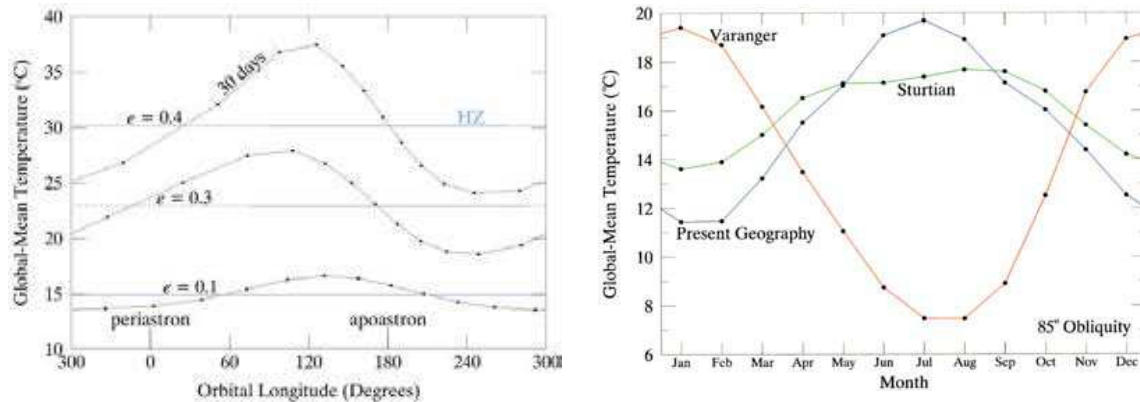 Global-Mean Temperature (°C)
40
35
30
25
20
15
10
30 days
e = 0.4
HZ
e = 0.3
e = 0.1
periastron
apoastron
300
0
60
120
180
240
300
Orbital Longitude (Degrees)
Global-Mean Temperature (°C)
20
18
16
14
12
10
8
6
Varanger
Sturtian
Present Geography
85° Obliquity
Jan Feb Mar Apr May Jun Jul Aug Sep Oct Nov Dec
Month